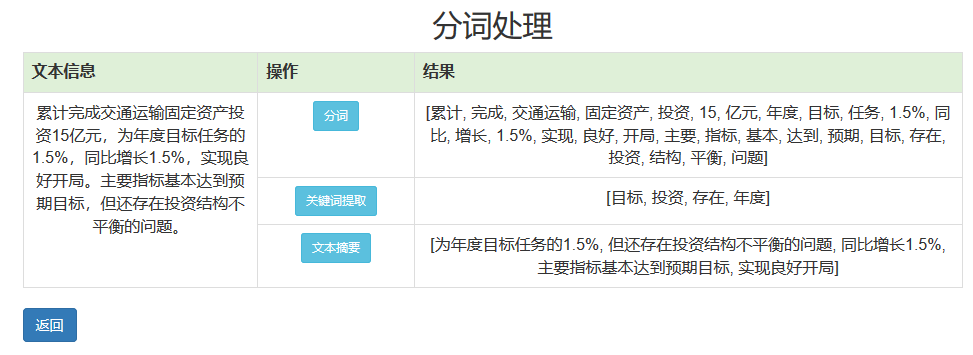 分词处理
文本信息
操作
结果
累计完成交通运输固定资产投
资15亿元，为年度目标任务的
1.5%，同比增长1.5%，实现良
好开局。主要指标基本达到预
期目标，但还存在投资结构不
平衡的问题。
分词
[累计, 完成, 交通运输, 固定资产, 投资, 15, 亿元, 年度, 目标, 任务, 1.5%, 同
比, 增长, 1.5%, 实现, 良好, 开局, 主要, 指标, 基本, 达到, 预期, 目标, 存在,
投资, 结构, 平衡, 问题]
关键词提取
[目标, 投资, 存在, 年度]
文本摘要
[为年度目标任务的1.5%, 但还存在投资结构不平衡的问题, 同比增长1.5%,
主要指标基本达到预期目标, 实现良好开局]
返回